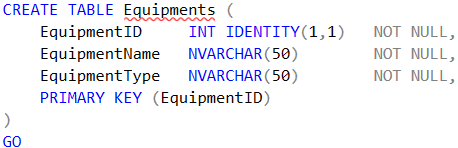 CREATE TABLE Equipments (
    EquipmentID     INT IDENTITY(1,1)   NOT NULL,
    EquipmentName   NVARCHAR(50)        NOT NULL,
    EquipmentType   NVARCHAR(50)        NOT NULL,
    PRIMARY KEY (EquipmentID)
)
GO